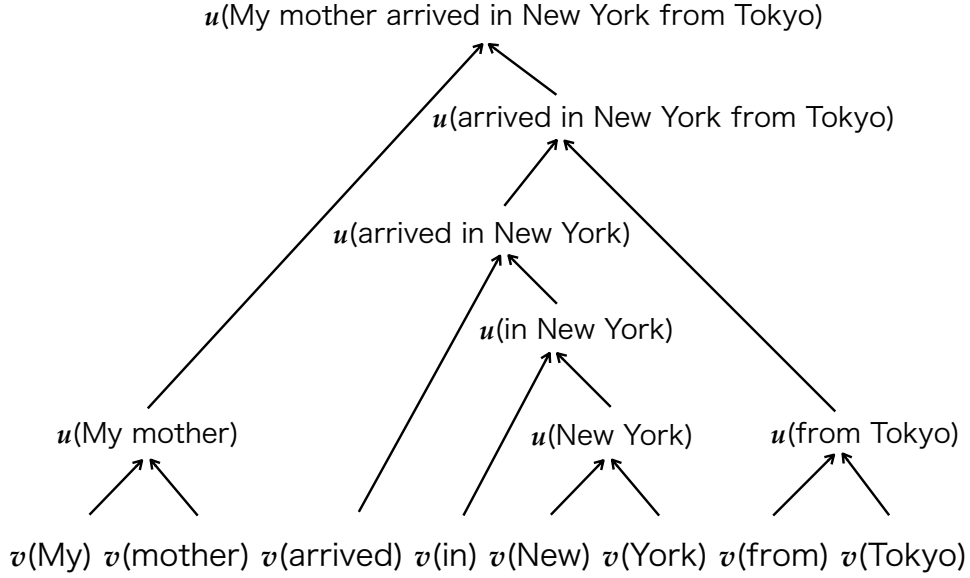 u(My mother arrived in New York from Tokyo)
u(arrived in New York from Tokyo)
u(arrived in New York)
u(in New York)
u(My mother) u(New York) u(from Tokyo)
v(My) v(mother) v(arrived) v(in) v(New) v(York) v(from) v(Tokyo)